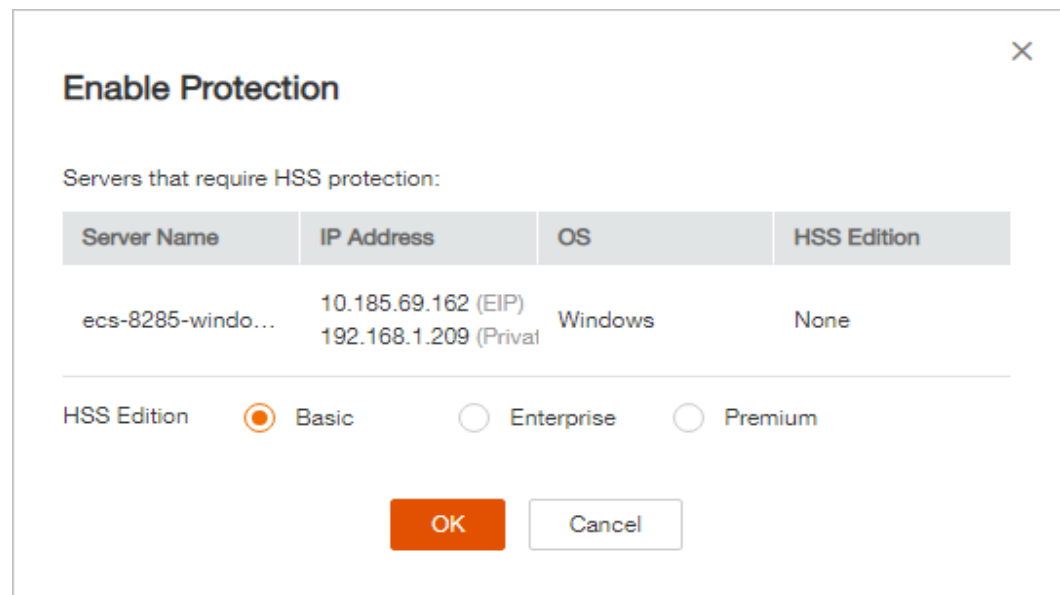 Enable Protection
Servers that require HSS protection:
Server Name IP Address OS HSS Edition
10.185.69.162 (EIP)
ecs-8285-windo... Windows None
192.168.1.209 (Privat
HSS Edition Basic Enterprise Premium
OK Cancel